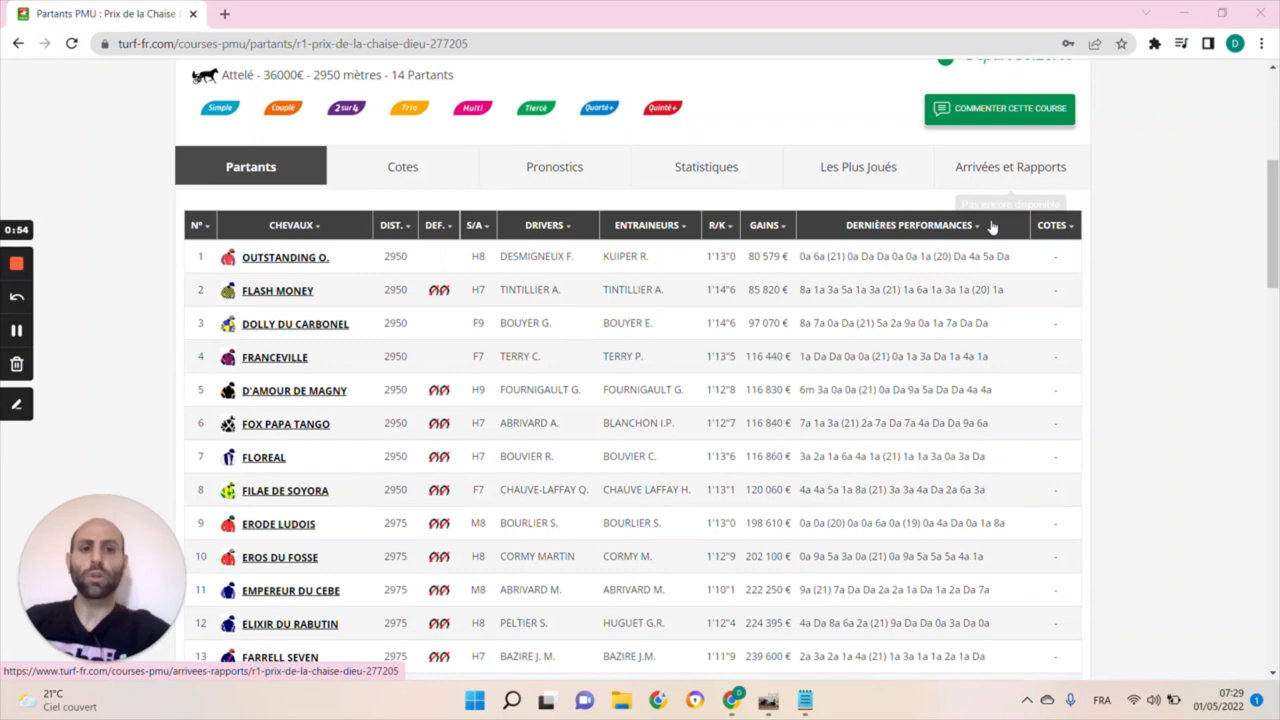 Partants PMU : Prix de la Chaise
turf-fr.com/courses-pmu/partants/r1-prix-de-la-chaise-dieu-277205
D
Attelé - 36000€ - 2950 mètres - 14 Partants
Simple Couplé 2 sur 4 Trio Multi Tiercé Quarté+ Quinté+
COMMENTER CETTE COURSE
Partants Cotes Pronostics Statistiques Les Plus Joués Arrivées et Rapports
Pas encore disponible
N° CHEVAUX DIST. DEF. S/A DRIVERS ENTRAINEURS R/K GAINS DERNIÈRES PERFORMANCES COTES
0:54
1 OUTSTANDING O. 2950 H8 DESMIGNEUX F. KUIPER R. 1'13"0 80 579 € 0a 6a (21) 0a Da Da 0a 0a 1a (20) Da 4a 5a Da -
2 FLASH MONEY 2950 H7 TINTILLIER A. TINTILLIER A. 1'14"6 85 820 € 8a 1a 3a 5a 1a 3a (21) 1a 6a 1a 3a 1a (20) 1a -
3 DOLLY DU CARBONEL 2950 F9 BOUYER G. BOUYER E. 1'14"6 97 070 € 8a 7a 0a Da (21) 5a 2a 9a 0a 1a 7a Da Da -
4 FRANCEVILLE 2950 F7 TERRY C. TERRY P. 1'13"5 116 440 € 1a Da Da 0a 0a (21) 0a 1a 3a Da 1a 4a 1a -
5 D'AMOUR DE MAGNY 2950 H9 FOURNIGAULT G. FOURNIGAULT G. 1'12"8 116 830 € 6m 3a 0a 0a (21) 0a Da 9a 5a Da Da 4a 4a -
6 FOX PAPA TANGO 2950 H7 ABRIVARD A. BLANCHON I.P. 1'12"7 116 840 € 7a 1a 3a (21) 2a 7a Da 7a 4a Da Da 9a 6a -
7 FLOREAL 2950 H7 BOUVIER R. BOUVIER C. 1'12"6 116 860 € 3a 2a 1a 6a 4a 1a (21) 1a 1a 3a 0a 3a Da -
8 FILAE DE SOYORA 2950 F7 CHAUVE-LAFFAY Q. CHAUVE LAFFAY H. 1'13"1 120 060 € 4a 4a 5a 1a 8a (21) 3a 3a 4a Da 2a 6a 3a -
9 ERODE LUDOIS 2975 M8 BOURLIER S. BOURLIER S. 1'13"0 198 610 € 0a 0a (20) 0a 0a 6a 0a (19) 0a 4a Da 0a 1a 8a -
10 EROS DU FOSSE 2975 H8 CORMY MARTIN CORMY M. 1'12"9 202 100 € 0a 9a 5a 3a 0a (21) 0a 9a 5a 5a 5a 4a 1a -
11 EMPEREUR DU CEBE 2975 M8 ABRIVARD M. ABRIVARD M. 1'10"1 222 250 € 9a (21) 7a Da Da 2a 2a 1a Da 1a 2a Da 7a -
12 ELIXIR DU RABUTIN 2975 H8 PELTIER S. HUGUET G.R. 1'12"4 224 395 € 4a Da 8a 6a 2a (21) 9a Da Da 0a 3a Da 0a -
13 FARRELL SEVEN 2975 H7 BAZIRE J. M. BAZIRE J.M. 1'11"9 239 600 € 2a 3a 2a 1a 4a (21) 1a 3a 1a 1a 2a 1a Da -
https://www.turf-fr.com/courses-pmu/arrivees-rapports/r1-prix-de-la-chaise-dieu-277205
21°C
Ciel couvert
FRA
07:29
01/05/2022
1